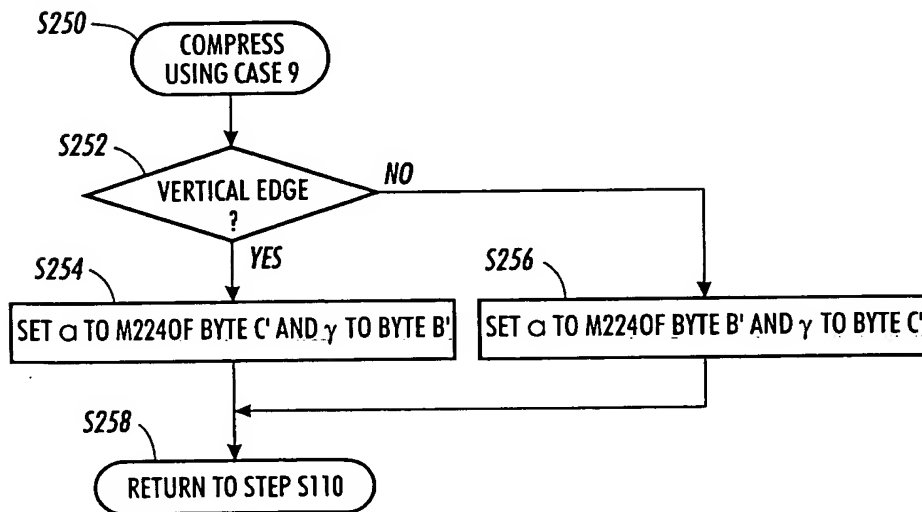 S250
COMPRESS
USING CASE 9
S252
VERTICAL EDGE
?
NO
YES
S254
SET α TO M224OF BYTE C' AND γ TO BYTE B'
S256
SET α TO M224OF BYTE B' AND γ TO BYTE C'
S258
RETURN TO STEP S110